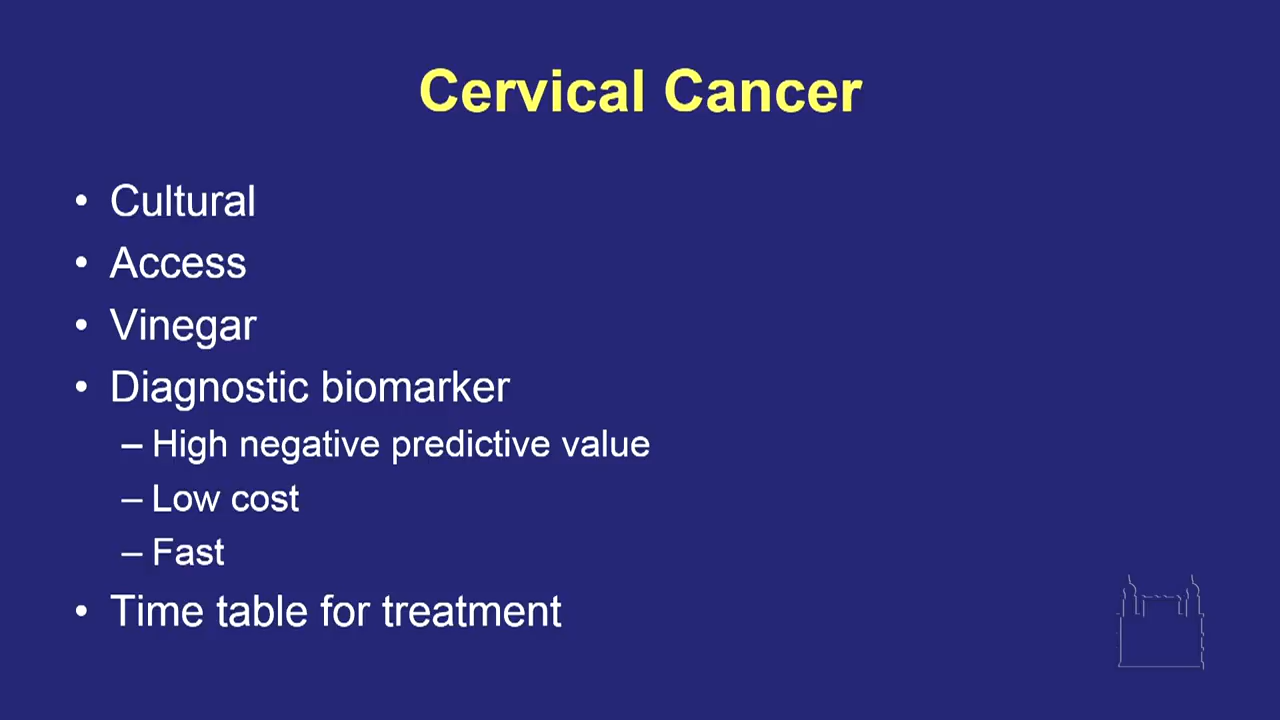 Cervical Cancer
• Cultural
• Access
• Vinegar
• Diagnostic biomarker
– High negative predictive value
– Low cost
– Fast
• Time table for treatment